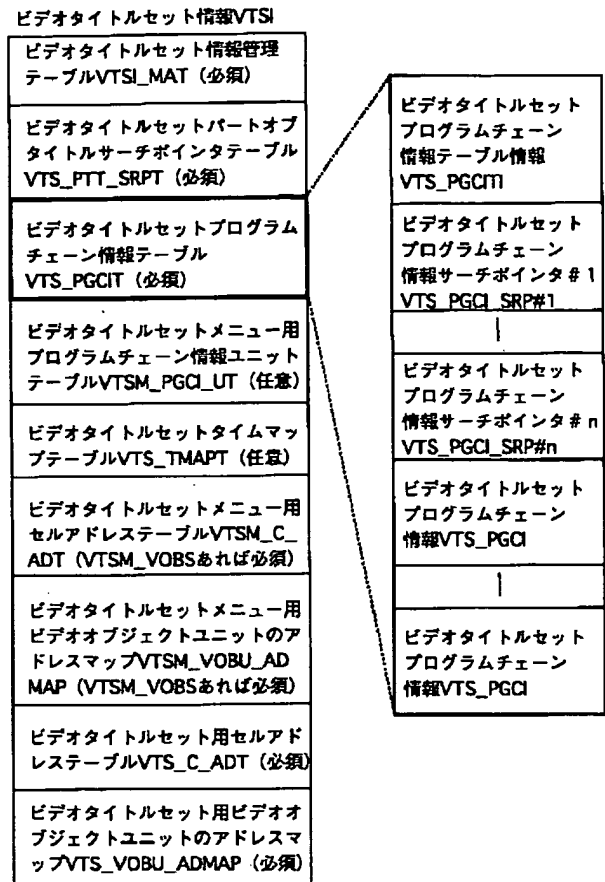 ビデオタイトルセット情報VTSI
ビデオタイトルセット情報管理
テーブルVTSI_MAT（必須）
ビデオタイトルセットパートオブ
タイトルサーチポインタテーブル
VTS_PTT_SRPT（必須）
ビデオタイトルセットプログラム
チェーン情報テーブル
VTS_PGCIT（必須）
ビデオタイトルセットメニュー用
プログラムチェーン情報ユニット
テーブルVTSM_PGCI_UT（任意）
ビデオタイトルセットタイムマッ
プテーブルVTS_TMAPT（任意）
ビデオタイトルセットメニュー用
セルアドレステーブルVTSM_C_
ADT（VTSM_VOBSあれば必須）
ビデオタイトルセットメニュー用
ビデオオブジェクトユニットのア
ドレスマップVTSM_VOBU_AD
MAP（VTSM_VOBSあれば必須）
ビデオタイトルセット用セルアド
レステーブルVTS_C_ADT（必須）
ビデオタイトルセット用ビデオオ
ブジェクトユニットのアドレスマ
ップVTS_VOBU_ADMAP（必須）
ビデオタイトルセット
プログラムチェーン
情報テーブル情報
VTS_PGCITI
ビデオタイトルセット
プログラムチェーン
情報サーチポインタ＃1
VTS_PGCI_SRP#1
ビデオタイトルセット
プログラムチェーン
情報サーチポインタ＃n
VTS_PGCI_SRP#n
ビデオタイトルセット
プログラムチェーン
情報VTS_PGCI
ビデオタイトルセット
プログラムチェーン
情報VTS_PGCI